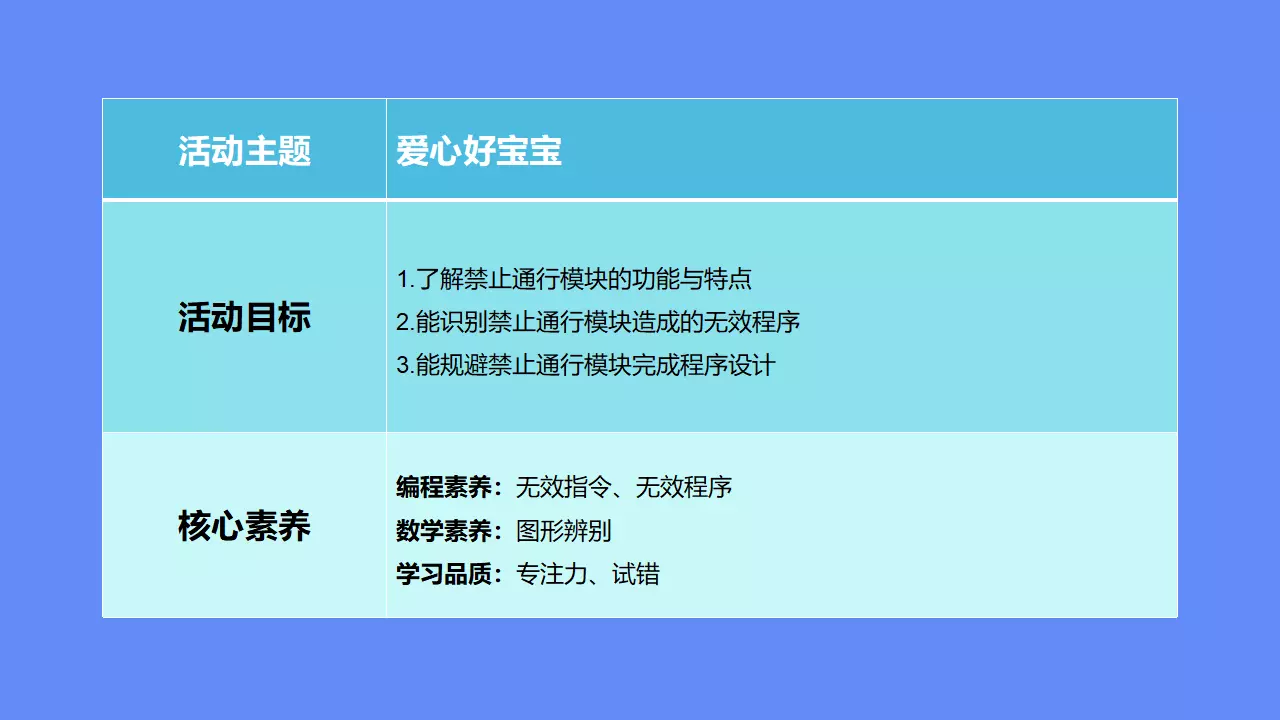 活动主题
爱心好宝宝
活动目标
1.了解禁止通行模块的功能与特点
2.能识别禁止通行模块造成的无效程序
3.能规避禁止通行模块完成程序设计
核心素养
编程素养：无效指令、无效程序
数学素养：图形辨别
学习品质：专注力、试错